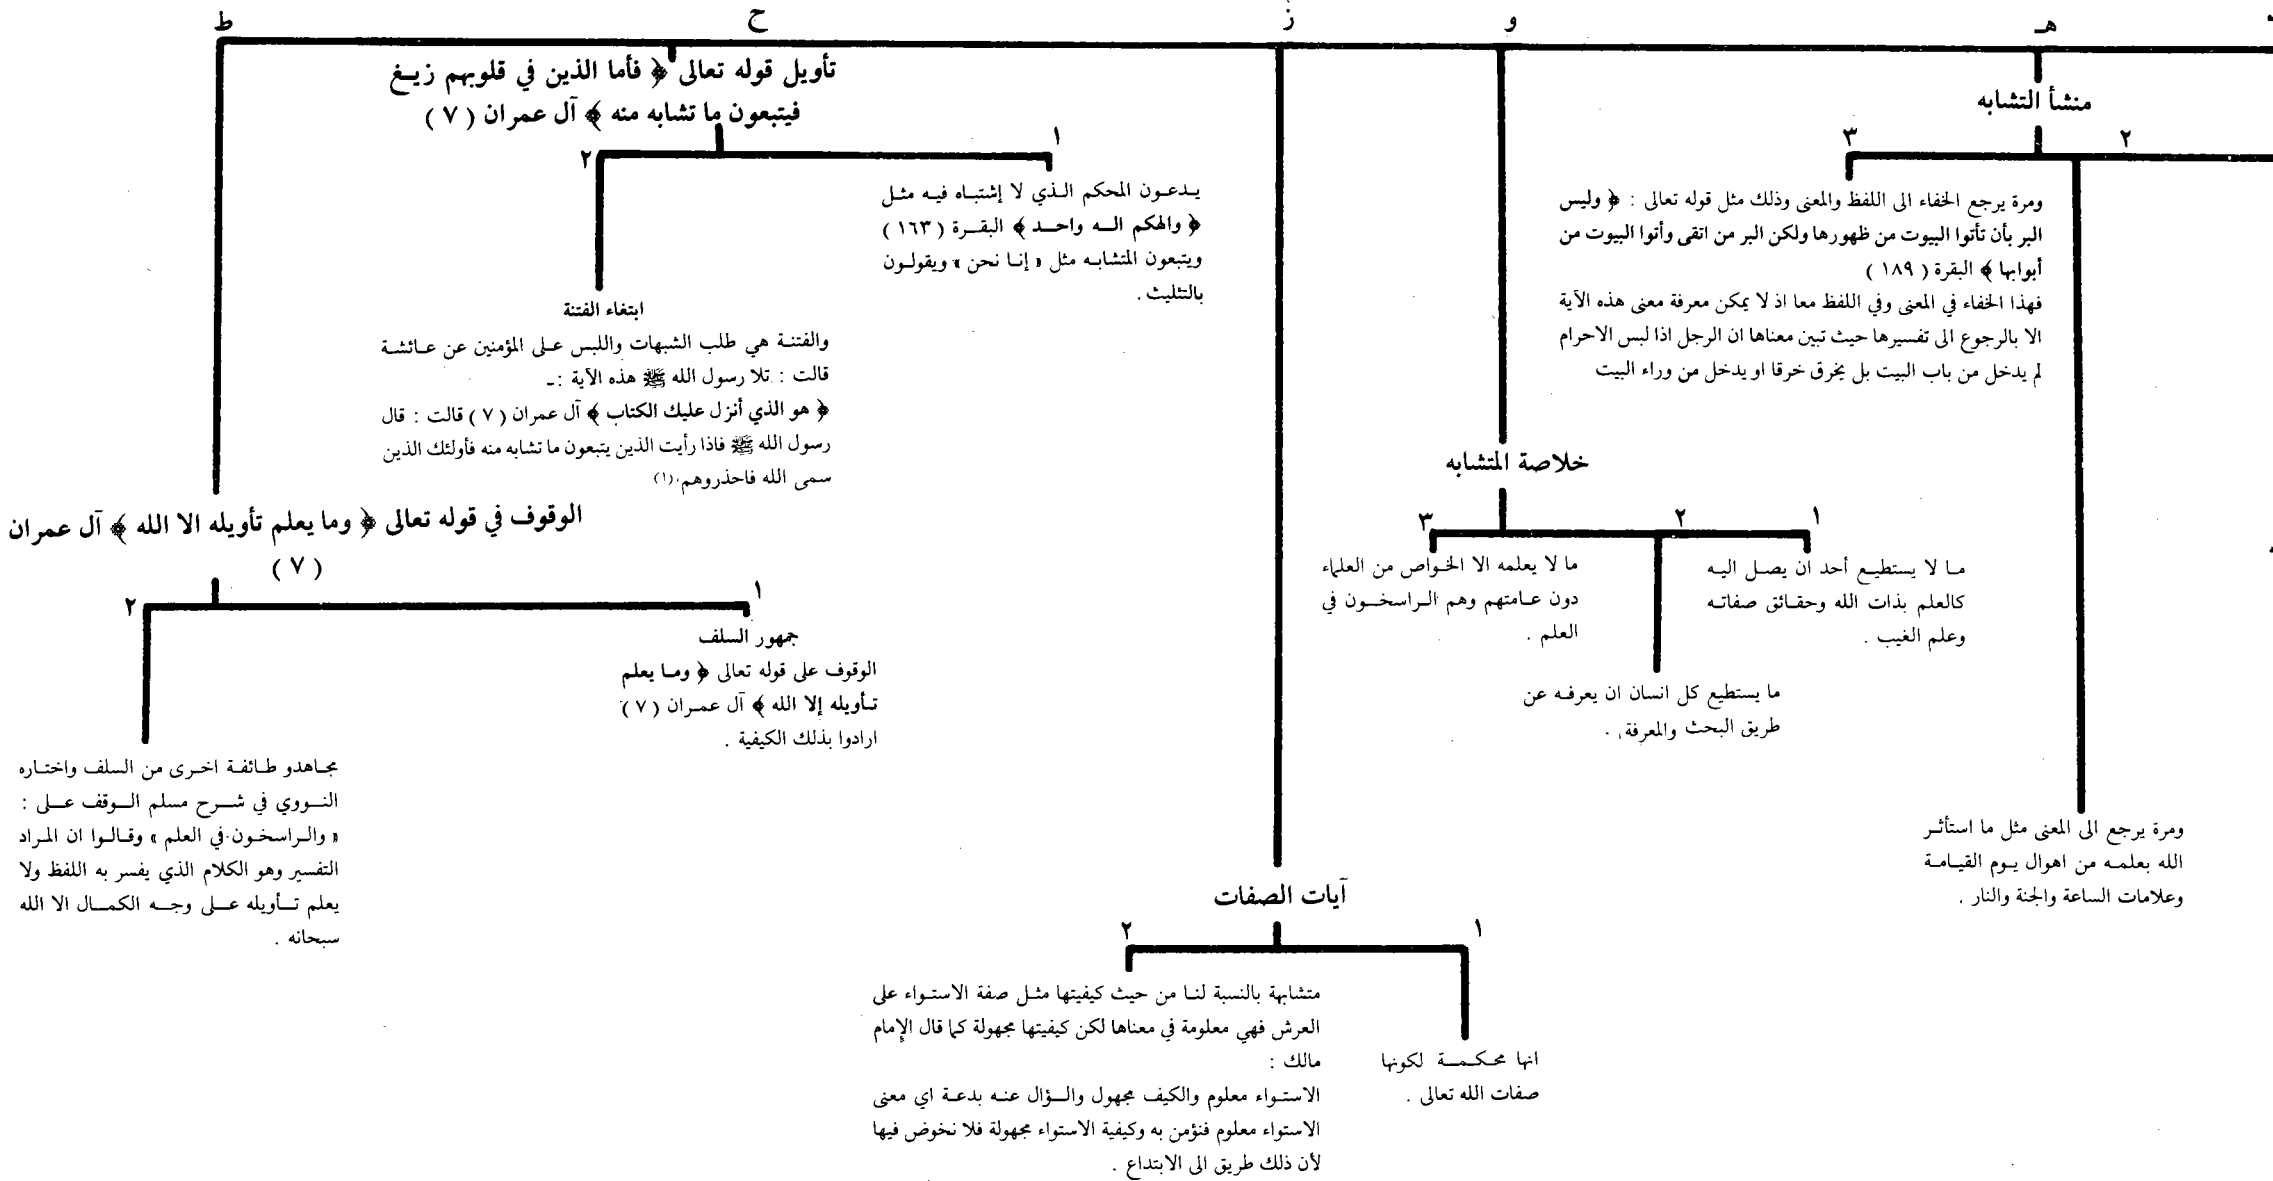 هـ
و
ز
ح
ط
منشأ التشابه
٢
٣
ومرة يرجع الخفاء الى اللفظ والمعنى وذلك مثل قوله تعالى : ﴿ وليس
البر بأن تأتوا البيوت من ظهورها ولكن البر من اتقى وأتوا البيوت من
أبوابها ﴾ البقرة ( ١٨٩ )
فهذا الخفاء في المعنى وفي اللفظ معا اذ لا يمكن معرفة معنى هذه الآية
الا بالرجوع الى تفسيرها حيث تبين معناها ان الرجل اذا لبس الاحرام
لم يدخل من باب البيت بل يخرق خرقا او يدخل من وراء البيت
ومرة يرجع الى المعنى مثل ما استأثر
الله بعلمه من اهوال يوم القيامة
وعلامات الساعة والجنة والنار .
خلاصة المتشابه
١
٢
٣
ما لا يستطيع أحد ان يصل اليه
كالعلم بذات الله وحقائق صفاته
وعلم الغيب .
ما يستطيع كل انسان ان يعرفه عن
طريق البحث والمعرفة .
ما لا يعلمه الا الخواص من العلماء
دون عامتهم وهم الراسخون في
العلم .
آيات الصفات
١
٢
انها محكمة لكونها
صفات الله تعالى .
متشابهة بالنسبة لنا من حيث كيفيتها مثل صفة الاستواء على
العرش فهي معلومة في معناها لكن كيفيتها مجهولة كما قال الإمام
مالك :
الاستواء معلوم والكيف مجهول والسؤال عنه بدعة اي معنى
الاستواء معلوم فنؤمن به وكيفية الاستواء مجهولة فلا نخوض فيها
لأن ذلك طريق الى الابتداع .
تأويل قوله تعالى ﴿ فأما الذين في قلوبهم زيغ
فيتبعون ما تشابه منه ﴾ آل عمران ( ٧ )
١
٢
يدعون المحكم الذي لا إشتباه فيه مثل
﴿ والهكم اله واحد ﴾ البقرة ( ١٦٣ )
ويتبعون المتشابه مثل « إنا نحن » ويقولون
بالتثليث .
ابتغاء الفتنة
والفتنة هي طلب الشبهات واللبس على المؤمنين عن عائشة
قالت : تلا رسول الله ﷺ هذه الآية :ـ
﴿ هو الذي أنزل عليك الكتاب ﴾ آل عمران ( ٧ ) قالت : قال
رسول الله ﷺ فاذا رأيت الذين يتبعون ما تشابه منه فأولئك الذين
سمى الله فاحذروهم.(١)
الوقوف في قوله تعالى ﴿ وما يعلم تأويله الا الله ﴾ آل عمران
( ٧ )
١
٢
جمهور السلف
الوقوف على قوله تعالى ﴿ وما يعلم
تأويله إلا الله ﴾ آل عمران ( ٧ )
ارادوا بذلك الكيفية .
مجاهدو طائفة اخرى من السلف واختاره
النووي في شرح مسلم الوقف على :
« والراسخون في العلم » وقالوا ان المراد
التفسير وهو الكلام الذي يفسر به اللفظ ولا
يعلم تأويله على وجه الكمال الا الله
سبحانه .